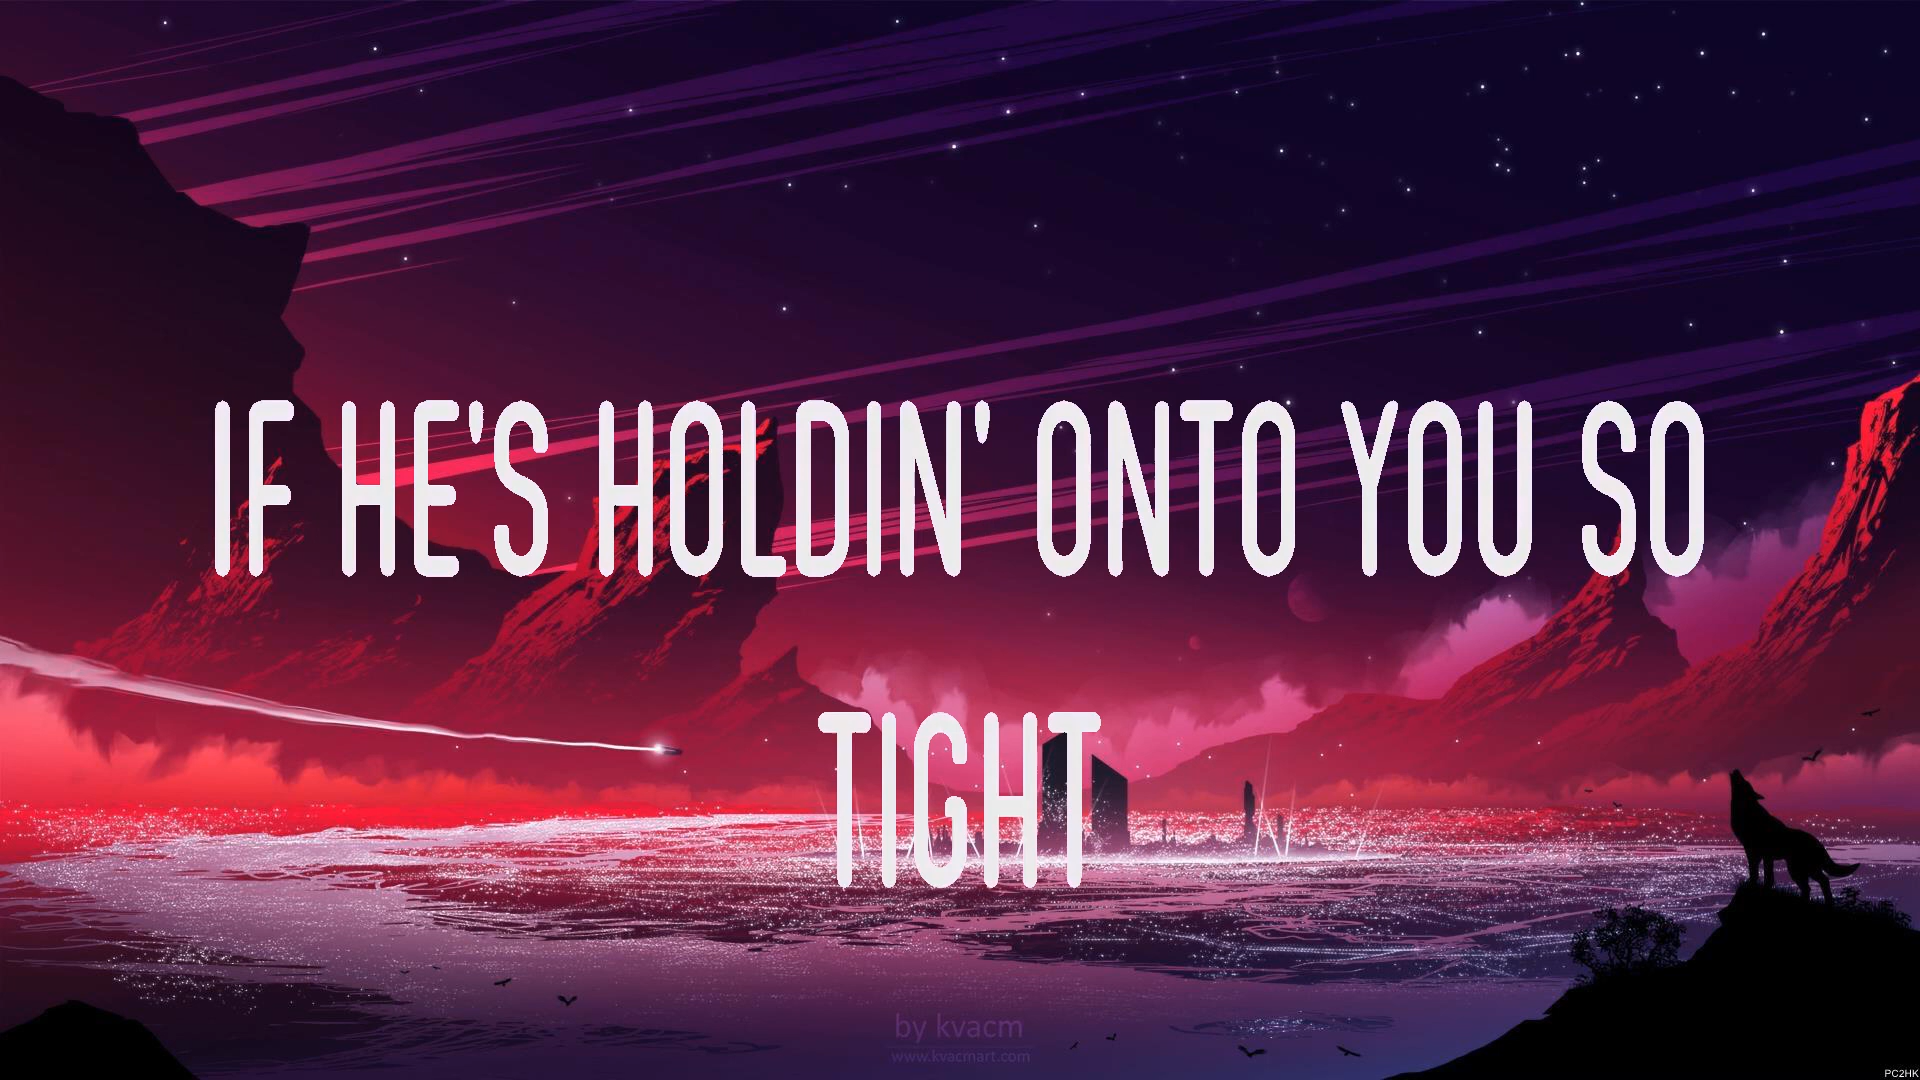 IF HE'S HOLDIN' ONTO YOU SO
TIGHT
by kvacm
www.kvacmart.com
PC2HK